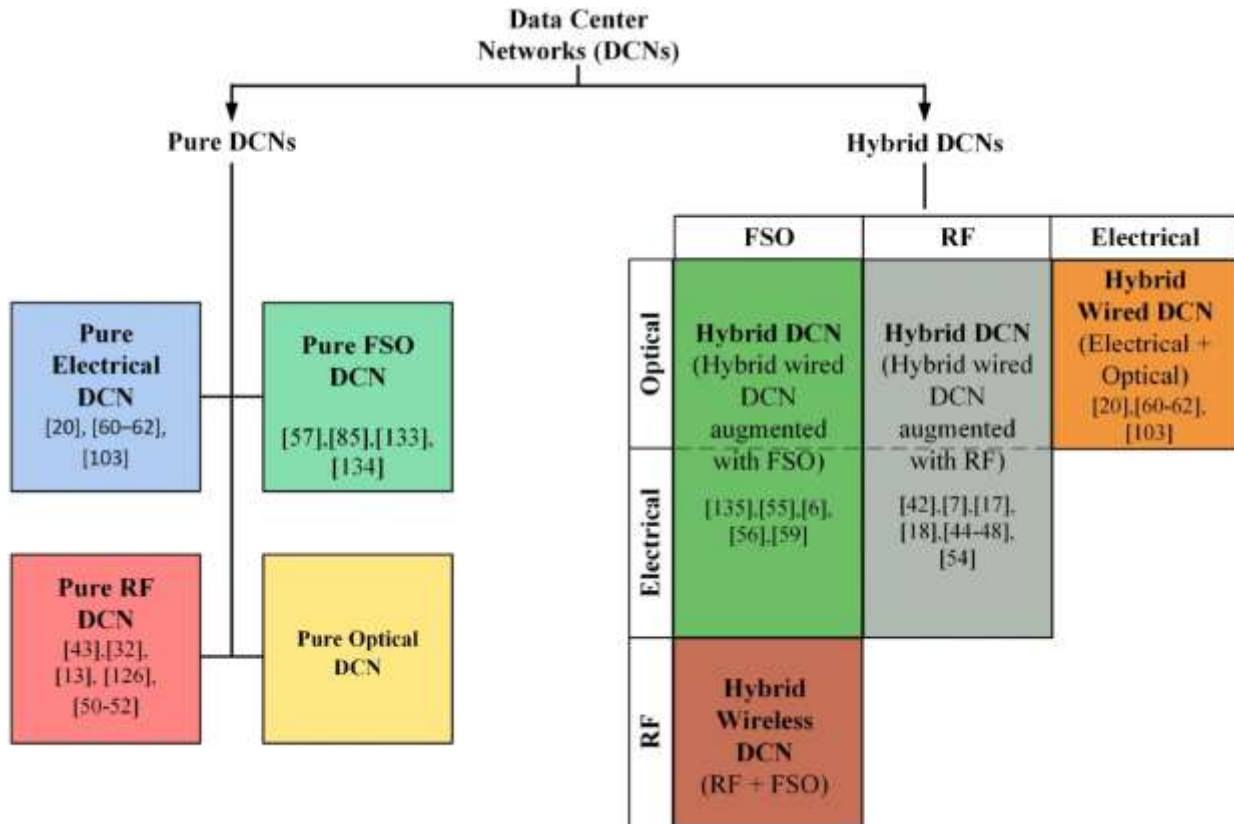 Data Center
Networks (DCNs)
Pure DCNs
Hybrid DCNs
Pure
Electrical
DCN
[20], [60–62],
[103]
Pure FSO
DCN
[57],[85],[133],
[134]
Pure RF
DCN
[43],[32],
[13], [126],
[50-52]
Pure Optical
DCN
FSO
RF
Electrical
Optical
Electrical
RF
Hybrid DCN
(Hybrid wired
DCN
augmented
with FSO)
[135],[55],[6],
[56],[59]
Hybrid DCN
(Hybrid wired
DCN
augmented
with RF)
[42],[7],[17],
[18],[44-48],
[54]
Hybrid
Wired DCN
(Electrical +
Optical)
[20],[60-62],
[103]
Hybrid
Wireless
DCN
(RF + FSO)